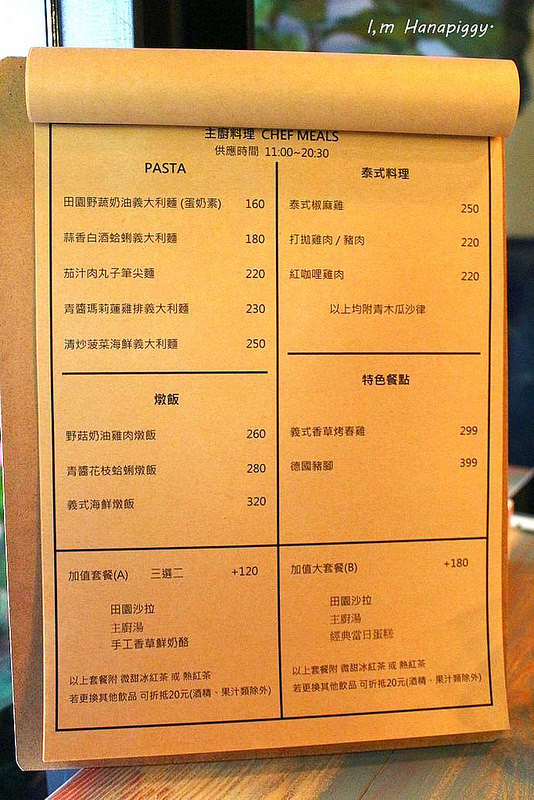 I,m Hanapiggy.
主廚料理 CHEF MEALS
供應時間 11:00~20:30
PASTA
田園野蔬奶油義大利麵 (蛋奶素) 160
蒜香白酒蛤蜊義大利麵 180
茄汁肉丸子筆尖麵 220
青醬瑪莉蓮雞排義大利麵 230
清炒菠菜海鮮義大利麵 250
燉飯
野菇奶油雞肉燉飯 260
青醬花枝蛤蜊燉飯 280
義式海鮮燉飯 320
泰式料理
泰式椒麻雞 250
打拋雞肉 / 豬肉 220
紅咖哩雞肉 220
以上均附青木瓜沙律
特色餐點
義式香草烤春雞 299
德國豬腳 399
加值套餐(A) 三選二 +120
田園沙拉
主廚湯
手工香草鮮奶酪
以上套餐附 微甜冰紅茶 或 熱紅茶
若更換其他飲品 可折抵20元(酒精、果汁類除外)
加值大套餐(B) +180
田園沙拉
主廚湯
經典當日蛋糕
以上套餐附 微甜冰紅茶 或 熱紅茶
若更換其他飲品 可折抵20元(酒精、果汁類除外)